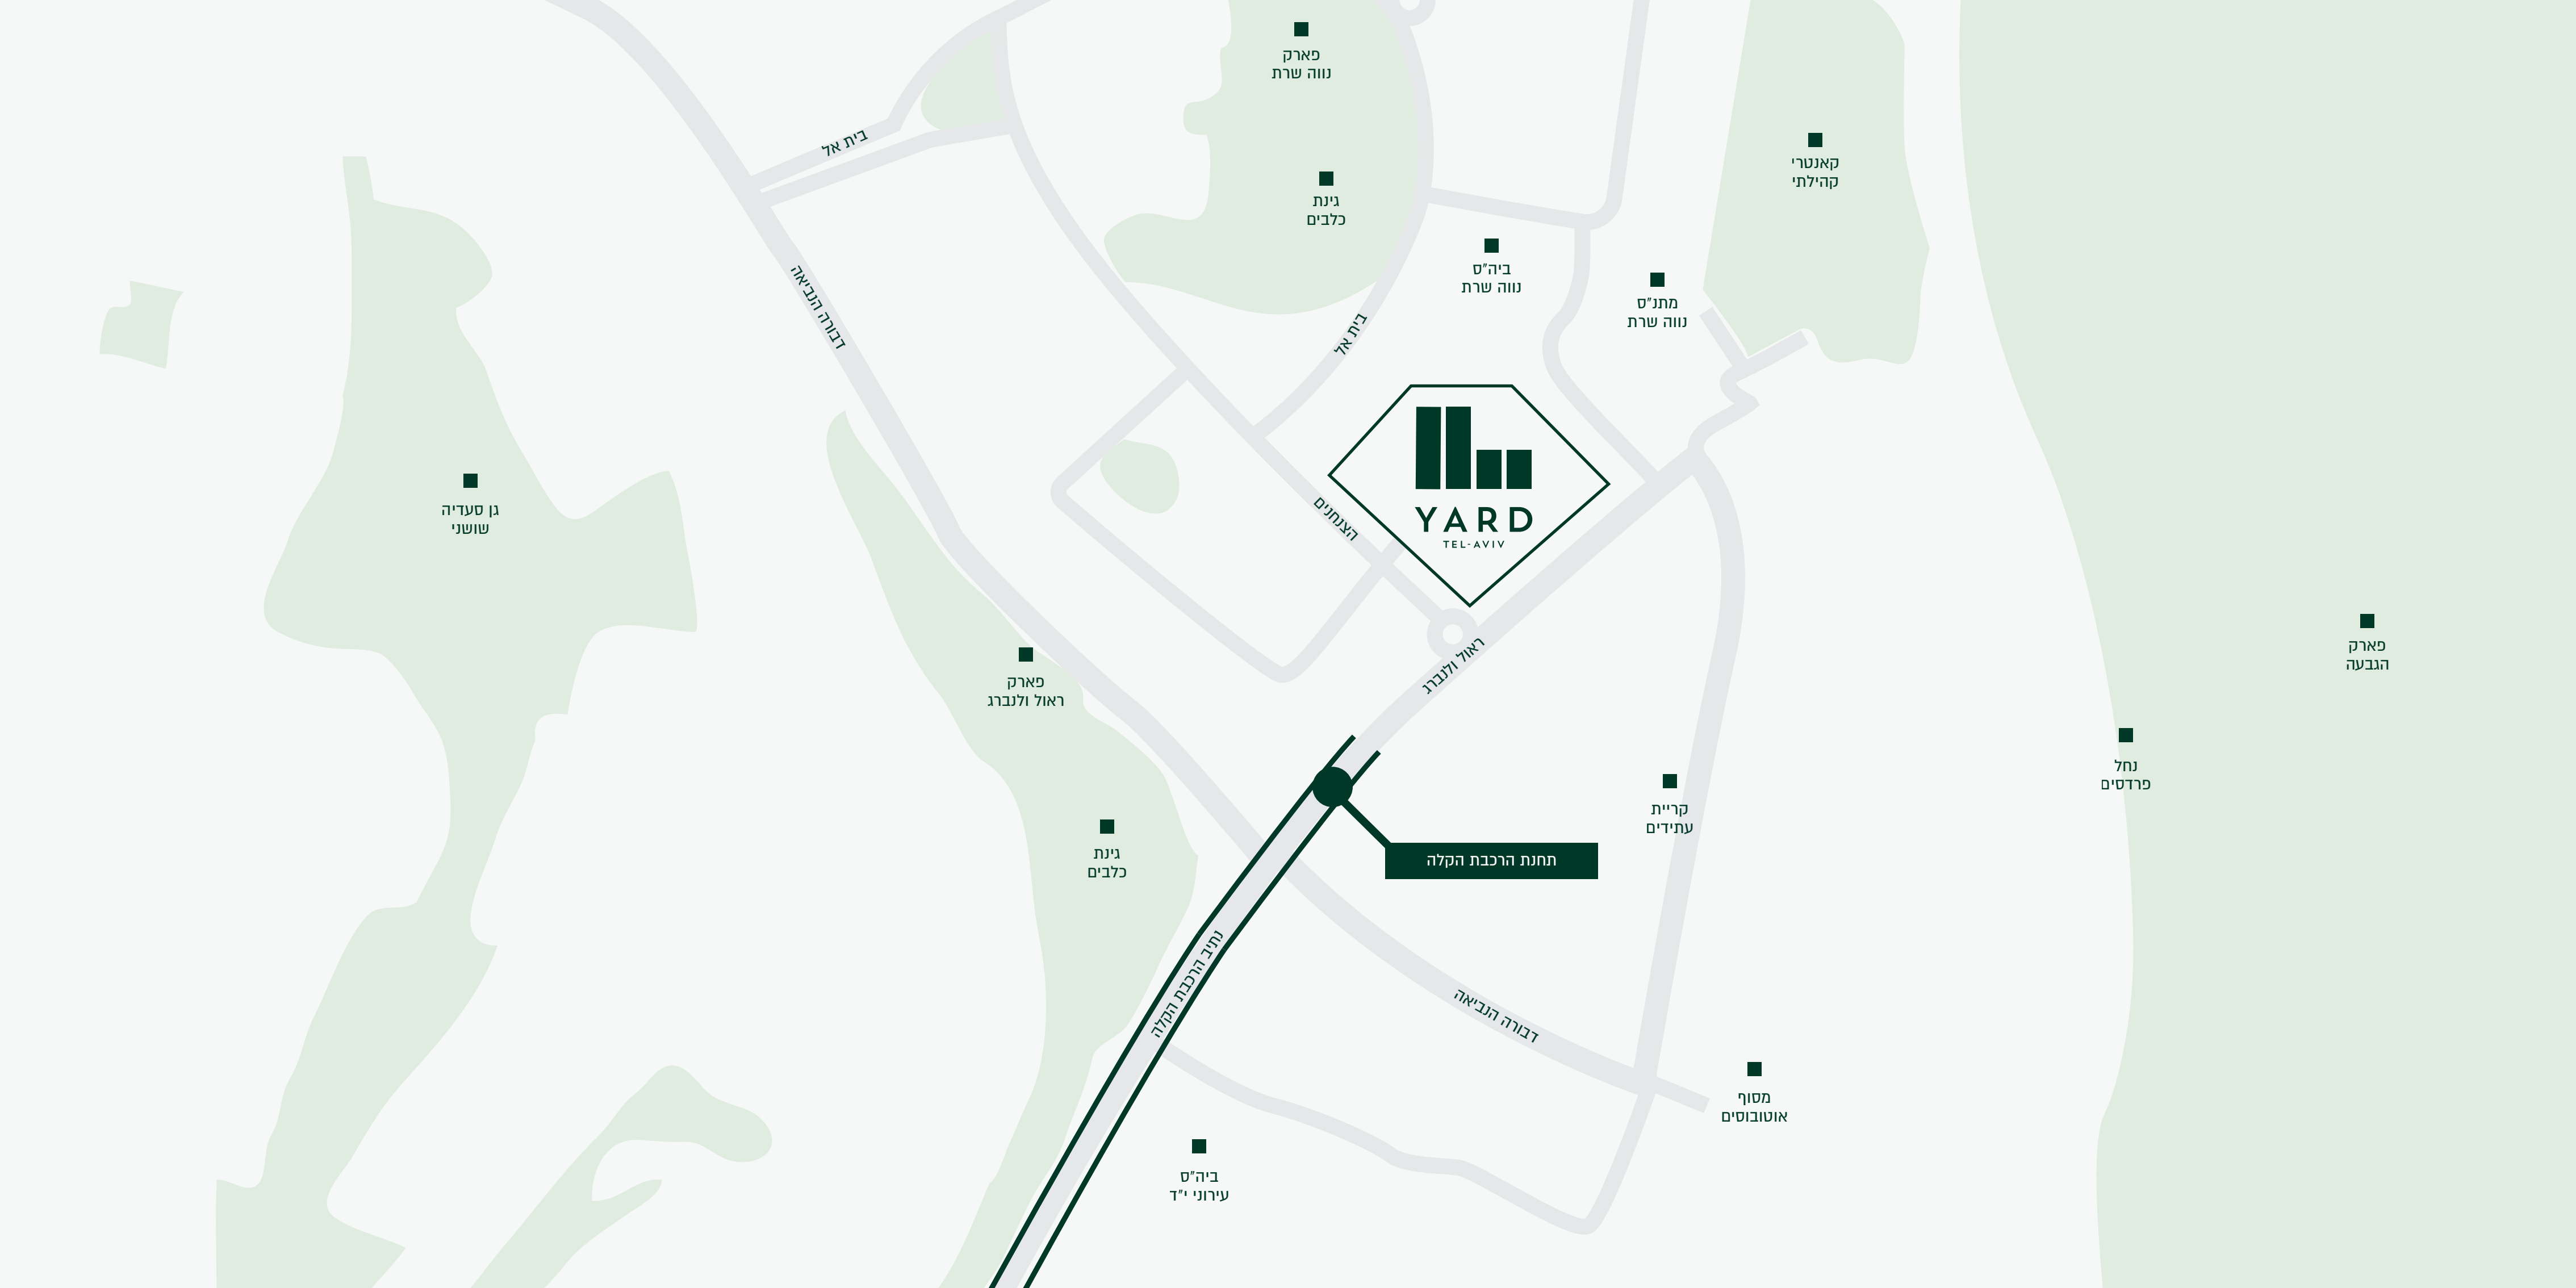 פארק
נווה שרת
קאנטרי
קהילתי
בית אל
גינת
כלבים
ביה"ס
נווה שרת
מתנ"ס
נווה שרת
דבורה הנביאה
בית אל
גן סעדיה
שושני
הצנחנים
YARD
TEL-AVIV
פארק
ראול ולנברג
ראול ולנברג
פארק
הגבעה
נחל
פרדסים
קריית
עתידים
גינת
כלבים
תחנת הרכבת הקלה
נתיב הרכבת הקלה
דבורה הנביאה
מסוף
אוטובוסים
ביה"ס
עירוני י"ד